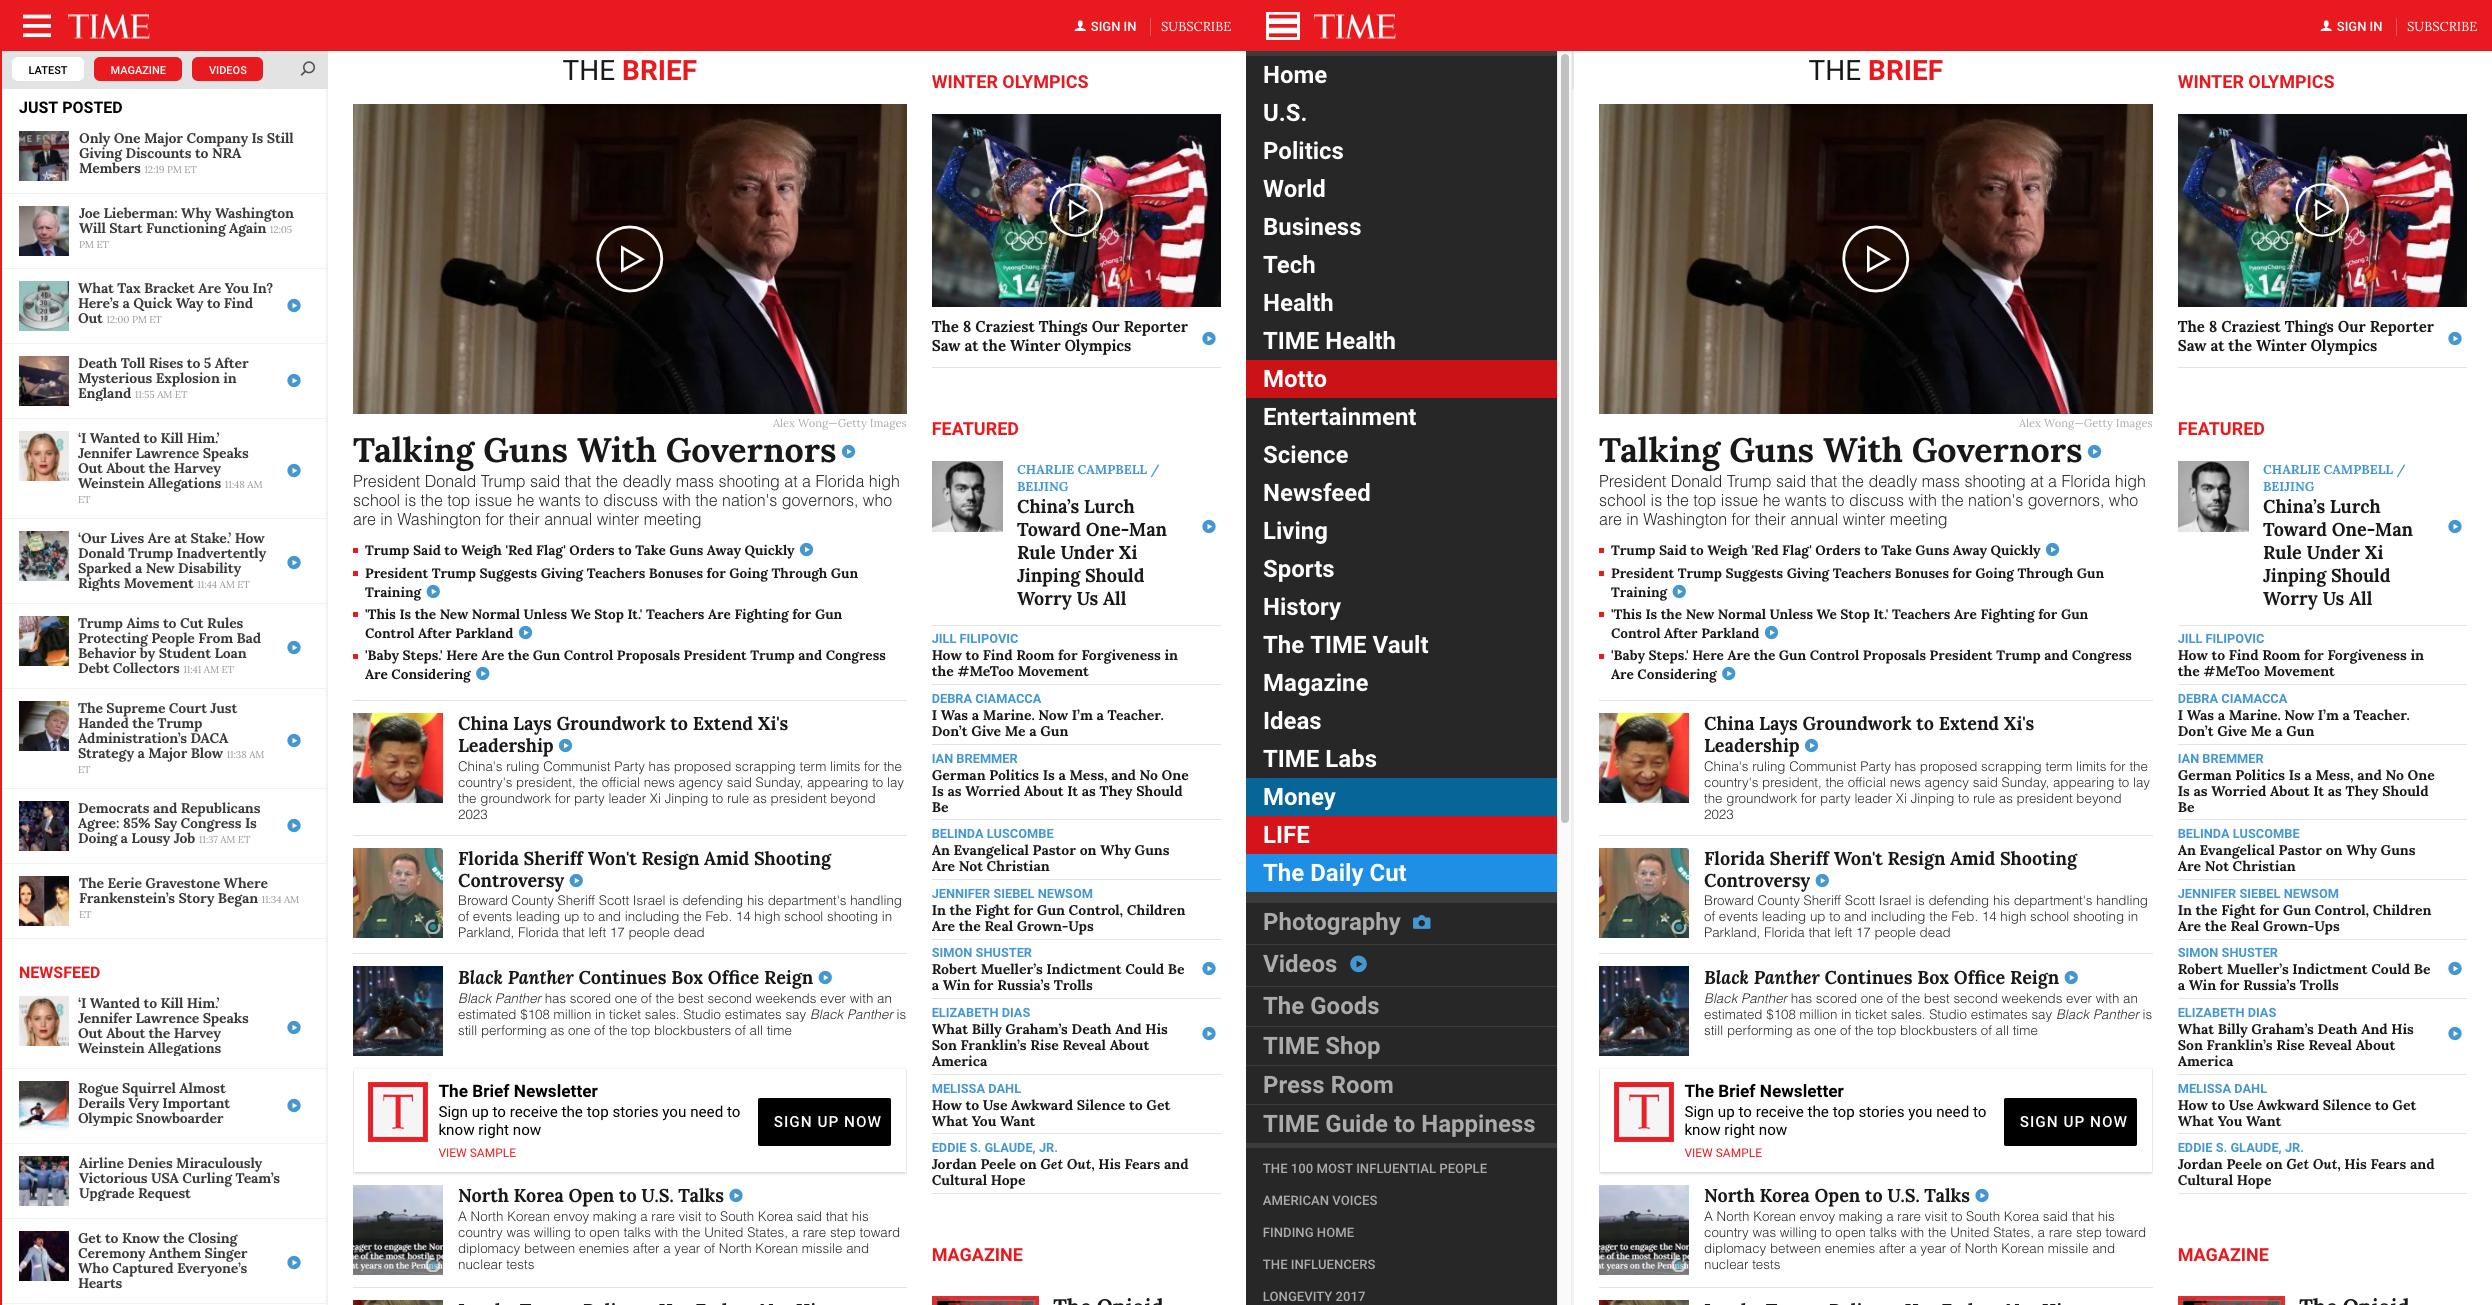 TIME
SIGN IN
SUBSCRIBE
LATEST
MAGAZINE
VIDEOS
JUST POSTED
Only One Major Company Is Still
Giving Discounts to NRA
Members 12:19 PM ET
Joe Lieberman: Why Washington
Will Start Functioning Again 12:05
PM ET
What Tax Bracket Are You In?
Here's a Quick Way to Find
Out 12:00 PM ET
Death Toll Rises to 5 After
Mysterious Explosion in
England 11:55 AM ET
'I Wanted to Kill Him.'
Jennifer Lawrence Speaks
Out About the Harvey
Weinstein Allegations 11:48 AM
ET
'Our Lives are at Stake.' How
Donald Trump Inadvertently
Sparked a New Disability
Rights Movement 11:44 AM ET
Trump Aims to Cut Rules
Protecting People From Bad
Behavior by Student Loan
Debt Collectors 11:41 AM ET
The Supreme Court Just
Handed the Trump
Administration's DACA
Strategy a Major Blow 11:38 AM
ET
Democrats and Republicans
Agree: 85% Say Congress Is
Doing a Lousy Job 11:37 AM ET
The Eerie Gravestone Where
Frankenstein's Story Began 11:34 AM
ET
NEWSFEED
'I Wanted to Kill Him.'
Jennifer Lawrence Speaks
Out About the Harvey
Weinstein Allegations
Rogue Squirrel Almost
Derails Very Important
Olympic Snowboarder
Airline Denies Miraculously
Victorious USA Curling Team's
Upgrade Request
Get to Know the Closing
Ceremony Anthem Singer
Who Captured Everyone's
Hearts
THE BRIEF
Alex Wong—Getty Images
Talking Guns With Governors
President Donald Trump said that the deadly mass shooting at a Florida high
school is the top issue he wants to discuss with the nation's governors, who
are in Washington for their annual winter meeting
Trump Said to Weigh 'Red Flag' Orders to Take Guns Away Quickly
President Trump Suggests Giving Teachers Bonuses for Going Through Gun
Training
'This Is the New Normal Unless We Stop It.' Teachers Are Fighting for Gun
Control After Parkland
'Baby Steps.' Here Are the Gun Control Proposals President Trump and Congress
Are Considering
China Lays Groundwork to Extend Xi's
Leadership
China's ruling Communist Party has proposed scrapping term limits for the
country's president, the official news agency said Sunday, appearing to lay
the groundwork for party leader Xi Jinping to rule as president beyond
2023
Florida Sheriff Won't Resign Amid Shooting
Controversy
Broward County Sheriff Scott Israel is defending his department's handling
of events leading up to and including the Feb. 14 high school shooting in
Parkland, Florida that left 17 people dead
Black Panther Continues Box Office Reign
Black Panther has scored one of the best second weekends ever with an
estimated $108 million in ticket sales. Studio estimates say Black Panther is
still performing as one of the top blockbusters of all time
T
The Brief Newsletter
Sign up to receive the top stories you need to
know right now
VIEW SAMPLE
SIGN UP NOW
North Korea Open to U.S. Talks
A North Korean envoy making a rare visit to South Korea said that his
country was willing to open talks with the United States, a rare step toward
diplomacy between enemies after a year of North Korean missile and
nuclear tests
WINTER OLYMPICS
14
The 8 Craziest Things Our Reporter
Saw at the Winter Olympics
FEATURED
CHARLIE CAMPBELL /
BEIJING
China's Lurch
Toward One-Man
Rule Under Xi
Jinping Should
Worry Us All
JILL FILIPOVIC
How to Find Room for Forgiveness in
the #MeToo Movement
DEBRA CIAMACCA
I Was a Marine. Now I'm a Teacher.
Don't Give Me a Gun
IAN BREMMER
German Politics Is a Mess, and No One
Is as Worried About It as They Should
Be
BELINDA LUSCOMBE
An Evangelical Pastor on Why Guns
Are Not Christian
JENNIFER SIEBEL NEWSOM
In the Fight for Gun Control, Children
Are the Real Grown-Ups
SIMON SHUSTER
Robert Mueller's Indictment Could Be
a Win for Russia's Trolls
ELIZABETH DIAS
What Billy Graham's Death And His
Son Franklin's Rise Reveal About
America
MELISSA DAHL
How to Use Awkward Silence to Get
What You Want
EDDIE S. GLAUDE, JR.
Jordan Peele on Get Out, His Fears and
Cultural Hope
MAGAZINE
The Opioid
TIME
SIGN IN
SUBSCRIBE
Home
U.S.
Politics
World
Business
Tech
Health
TIME Health
Motto
Entertainment
Science
Newsfeed
Living
Sports
History
The TIME Vault
Magazine
Ideas
TIME Labs
Money
LIFE
The Daily Cut
Photography
Videos
The Goods
TIME Shop
Press Room
TIME Guide to Happiness
THE 100 MOST INFLUENTIAL PEOPLE
AMERICAN VOICES
FINDING HOME
THE INFLUENCERS
LONGEVITY 2017
THE BRIEF
Alex Wong—Getty Images
Talking Guns With Governors
President Donald Trump said that the deadly mass shooting at a Florida high
school is the top issue he wants to discuss with the nation's governors, who
are in Washington for their annual winter meeting
Trump Said to Weigh 'Red Flag' Orders to Take Guns Away Quickly
President Trump Suggests Giving Teachers Bonuses for Going Through Gun
Training
'This Is the New Normal Unless We Stop It.' Teachers Are Fighting for Gun
Control After Parkland
'Baby Steps.' Here Are the Gun Control Proposals President Trump and Congress
Are Considering
China Lays Groundwork to Extend Xi's
Leadership
China's ruling Communist Party has proposed scrapping term limits for the
country's president, the official news agency said Sunday, appearing to lay
the groundwork for party leader Xi Jinping to rule as president beyond
2023
Florida Sheriff Won't Resign Amid Shooting
Controversy
Broward County Sheriff Scott Israel is defending his department's handling
of events leading up to and including the Feb. 14 high school shooting in
Parkland, Florida that left 17 people dead
Black Panther Continues Box Office Reign
Black Panther has scored one of the best second weekends ever with an
estimated $108 million in ticket sales. Studio estimates say Black Panther is
still performing as one of the top blockbusters of all time
T
The Brief Newsletter
Sign up to receive the top stories you need to
know right now
VIEW SAMPLE
SIGN UP NOW
North Korea Open to U.S. Talks
A North Korean envoy making a rare visit to South Korea said that his
country was willing to open talks with the United States, a rare step toward
diplomacy between enemies after a year of North Korean missile and
nuclear tests
WINTER OLYMPICS
14
The 8 Craziest Things Our Reporter
Saw at the Winter Olympics
FEATURED
CHARLIE CAMPBELL /
BEIJING
China's Lurch
Toward One-Man
Rule Under Xi
Jinping Should
Worry Us All
JILL FILIPOVIC
How to Find Room for Forgiveness in
the #MeToo Movement
DEBRA CIAMACCA
I Was a Marine. Now I'm a Teacher.
Don't Give Me a Gun
IAN BREMMER
German Politics Is a Mess, and No One
Is as Worried About It as They Should
Be
BELINDA LUSCOMBE
An Evangelical Pastor on Why Guns
Are Not Christian
JENNIFER SIEBEL NEWSOM
In the Fight for Gun Control, Children
Are the Real Grown-Ups
SIMON SHUSTER
Robert Mueller's Indictment Could Be
a Win for Russia's Trolls
ELIZABETH DIAS
What Billy Graham's Death And His
Son Franklin's Rise Reveal About
America
MELISSA DAHL
How to Use Awkward Silence to Get
What You Want
EDDIE S. GLAUDE, JR.
Jordan Peele on Get Out, His Fears and
Cultural Hope
MAGAZINE
The Opioid